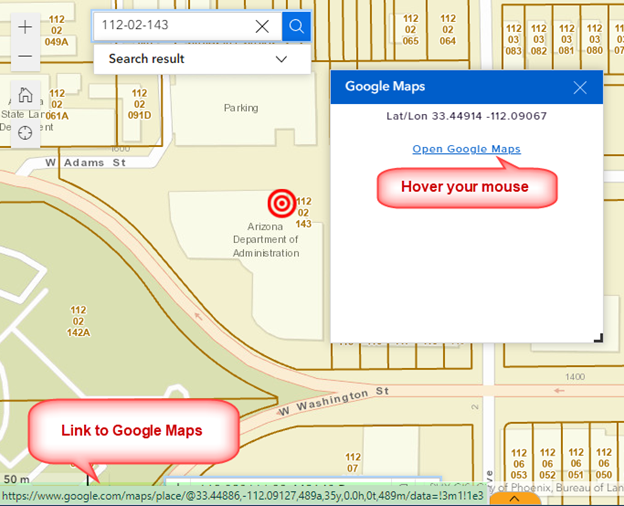 112-02-143
Search result
112
02
049A
A
State Lan
Department
112
02
061A
112
02
091D
Parking
112
02
065
112
02
064
112
03
083
112
03
082
112
03
081
112
03
080
112
03
079
Google Maps
Lat/Lon 33.44914 -112.09067
Open Google Maps
Hover your mouse
1600
W Adams St
112
02
143
Arizona
Department of
Administration
112
02
142A
1400
W Washington St
2
Link to Google Maps
112
07
112
06
053
112
06
052
112
06
051
112
06
050
50 m
ve
of Phoenix, Bureau of Lan
https://www.google.com/maps/place/@33.44886,-112.09127,489a,35y,0.0h,0t,489m/data=!3m1!1e3